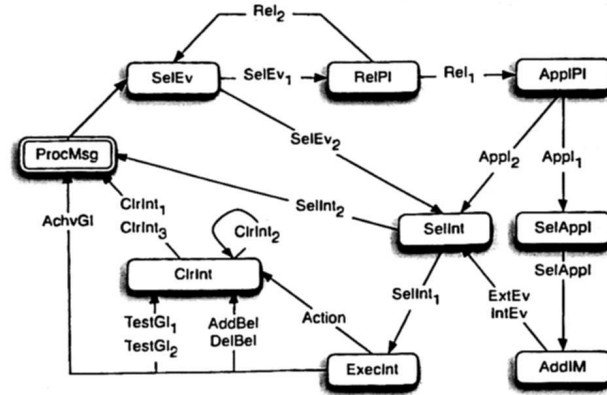 Rel₂
SelEv
SelEv₁
RelPl
Rel₁
ApplPl
ProcMsg
SelEv₂
Appl₂
Appl₁
AchvGl
ClrInt₁
ClrInt₃
ClrInt₂
SelInt₂
SelInt
SelAppl
SelAppl
ClrInt
SelInt₁
ExtEv
IntEv
TestGl₁
TestGl₂
AddBel
DelBel
Action
ExecInt
AddIM